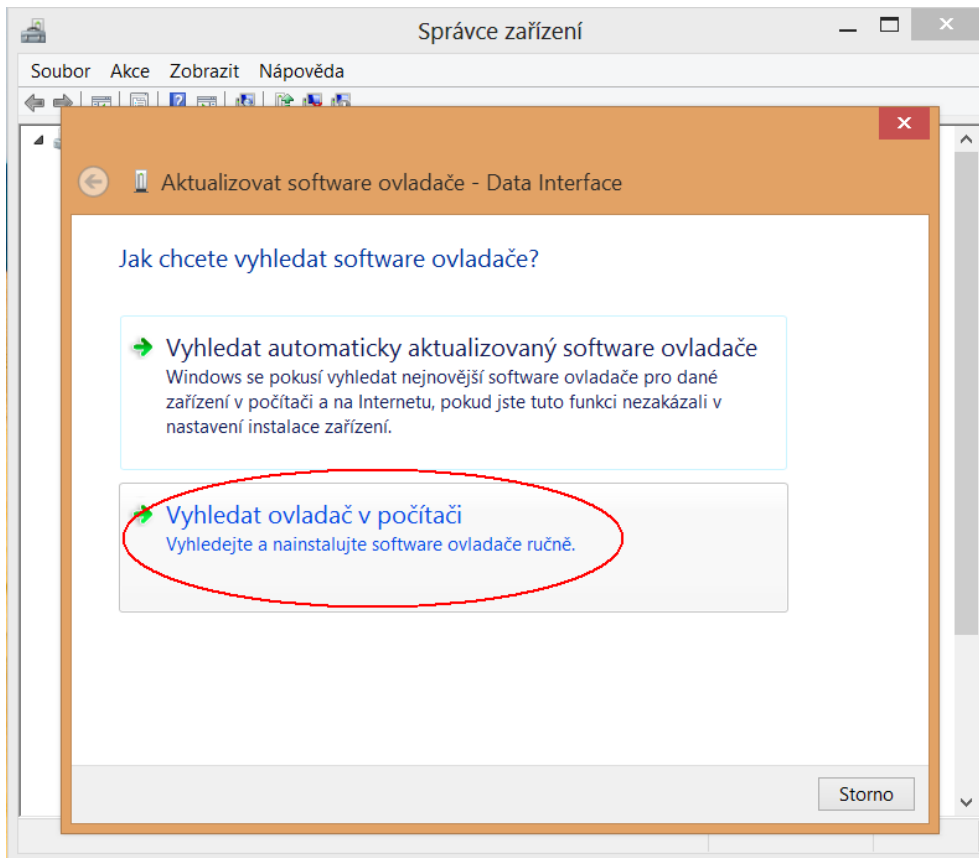 Správce zařízení
Soubor Akce Zobrazit Nápověda
Aktualizovat software ovladače - Data Interface
Jak chcete vyhledat software ovladače?
Vyhledat automaticky aktualizovaný software ovladače
Windows se pokusí vyhledat nejnovější software ovladače pro dané
zařízení v počítači a na Internetu, pokud jste tuto funkci nezakázali v
nastavení instalace zařízení.
Vyhledat ovladač v počítači
Vyhledejte a nainstalujte software ovladače ručně.
Storno